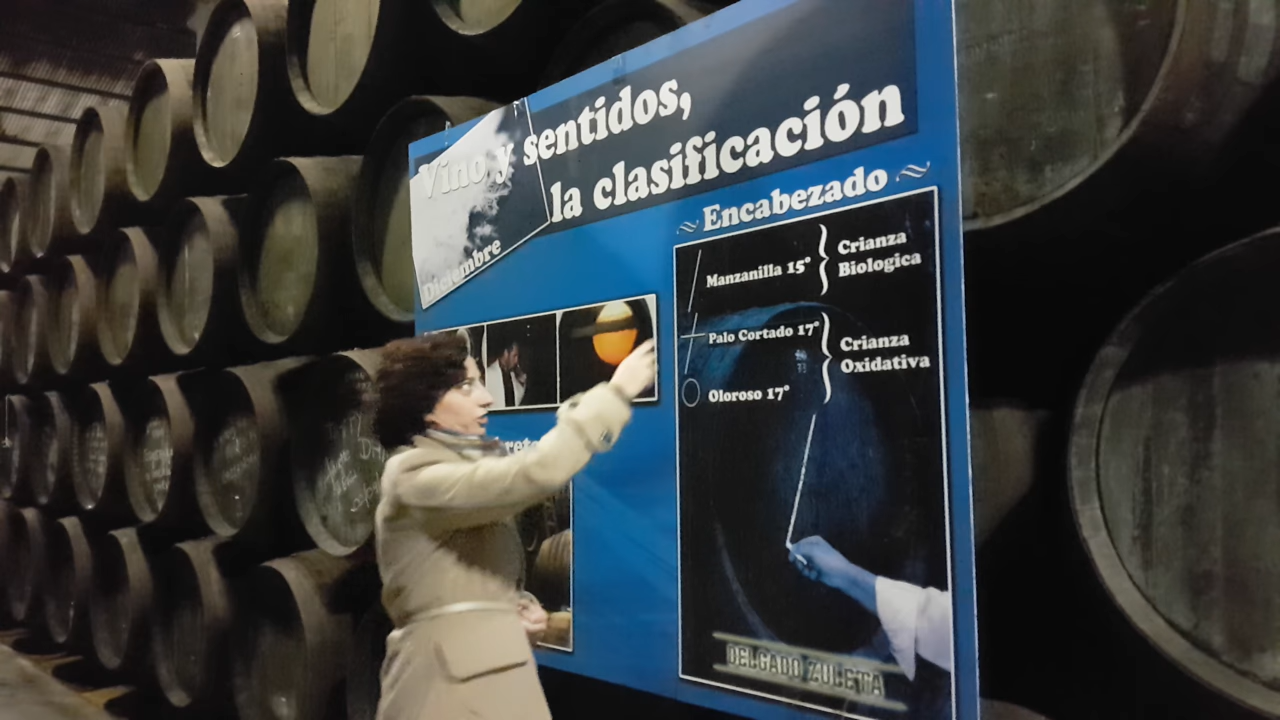 Vino y sentidos,
la clasificación
Diciembre
~ Encabezado ~
Manzanilla 15°
Crianza
Biologica
Palo Cortado 17°
Crianza
Oxidativa
Oloroso 17°
DELGADO ZULETA